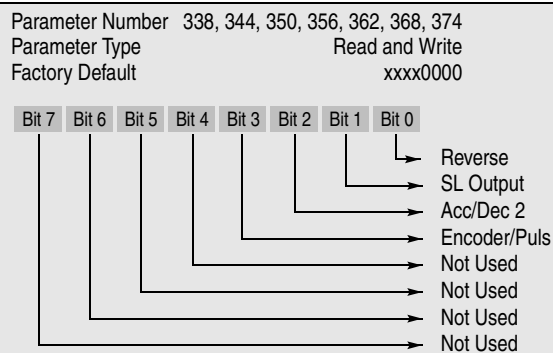 Parameter Number 338, 344, 350, 356, 362, 368, 374
Parameter Type Read and Write
Factory Default xxxx0000
Bit 7 Bit 6 Bit 5 Bit 4 Bit 3 Bit 2 Bit 1 Bit 0
Reverse
SL Output
Acc/Dec 2
Encoder/Puls
Not Used
Not Used
Not Used
Not Used